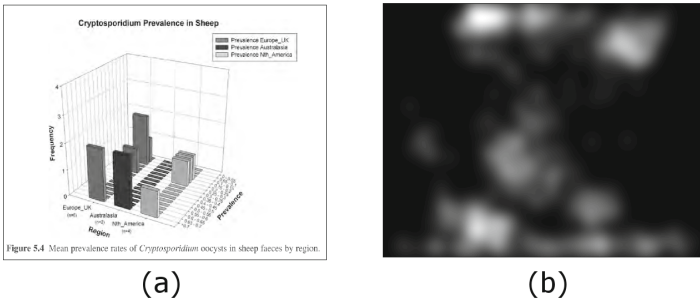 Cryptosporidium Prevalence in Sheep
Prevalence Europe_UK
Prevalence Australasia
Prevalence Nth_America
4
3
2
1
0
Frequency
Europe_UK
Australasia
Nth_America
(n=4)
Region
Prevalence
Figure 5.4 Mean prevalence rates of Cryptosporidium oocysts in sheep faeces by region.
(a)
(b)